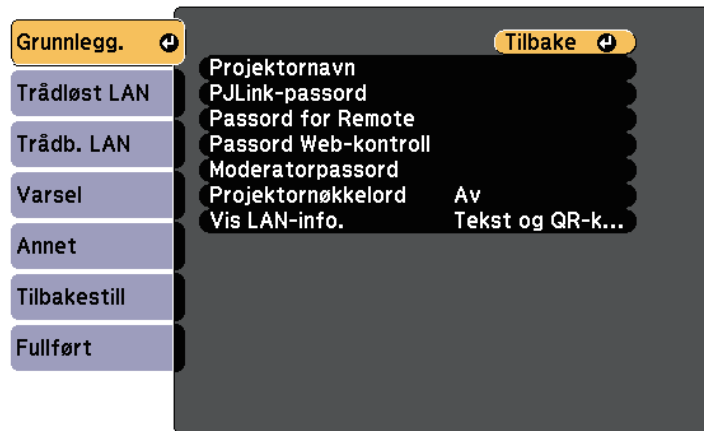 Grunnlegg.
Trådløst LAN
Trådb. LAN
Varsel
Annet
Tilbakestill
Fullført
Tilbake
Projektornavn
PJLink-passord
Passord for Remote
Passord Web-kontroll
Moderatorpassord
Projektornøkkelord Av
Vis LAN-info. Tekst og QR-k...